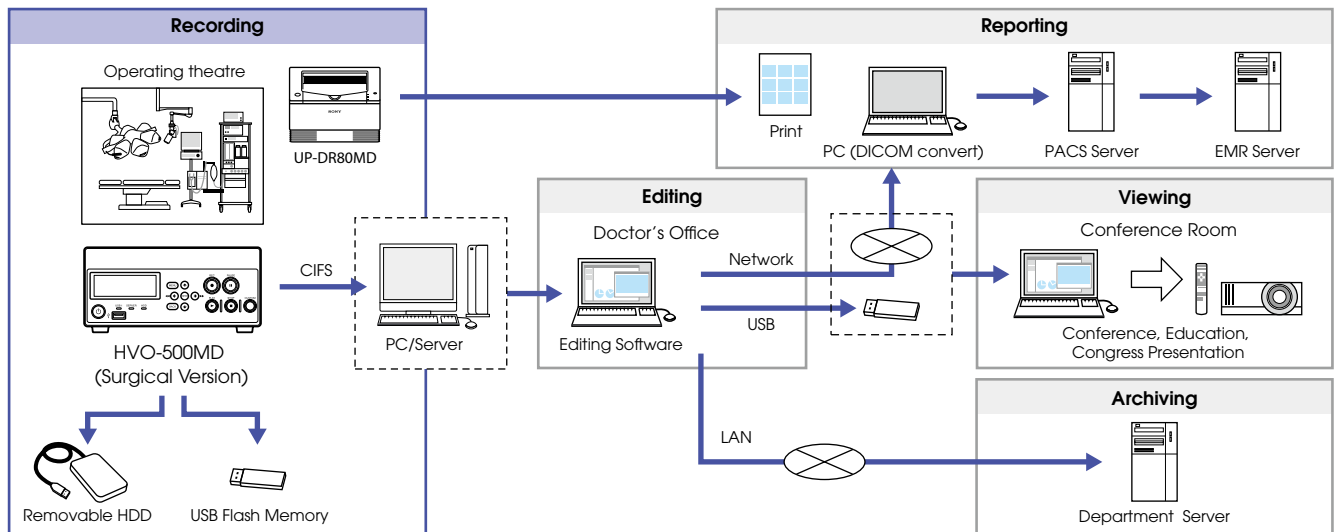 Recording
Operating theatre
SONY
UP-DR80MD
HVO-500MD
(Surgical Version)
CIFS
PC/Server
Removable HDD
USB Flash Memory
Editing
Doctor's Office
Editing Software
Network
USB
LAN
Reporting
Print
PC (DICOM convert)
PACS Server
EMR Server
Viewing
Conference Room
Conference, Education,
Congress Presentation
Archiving
Department Server